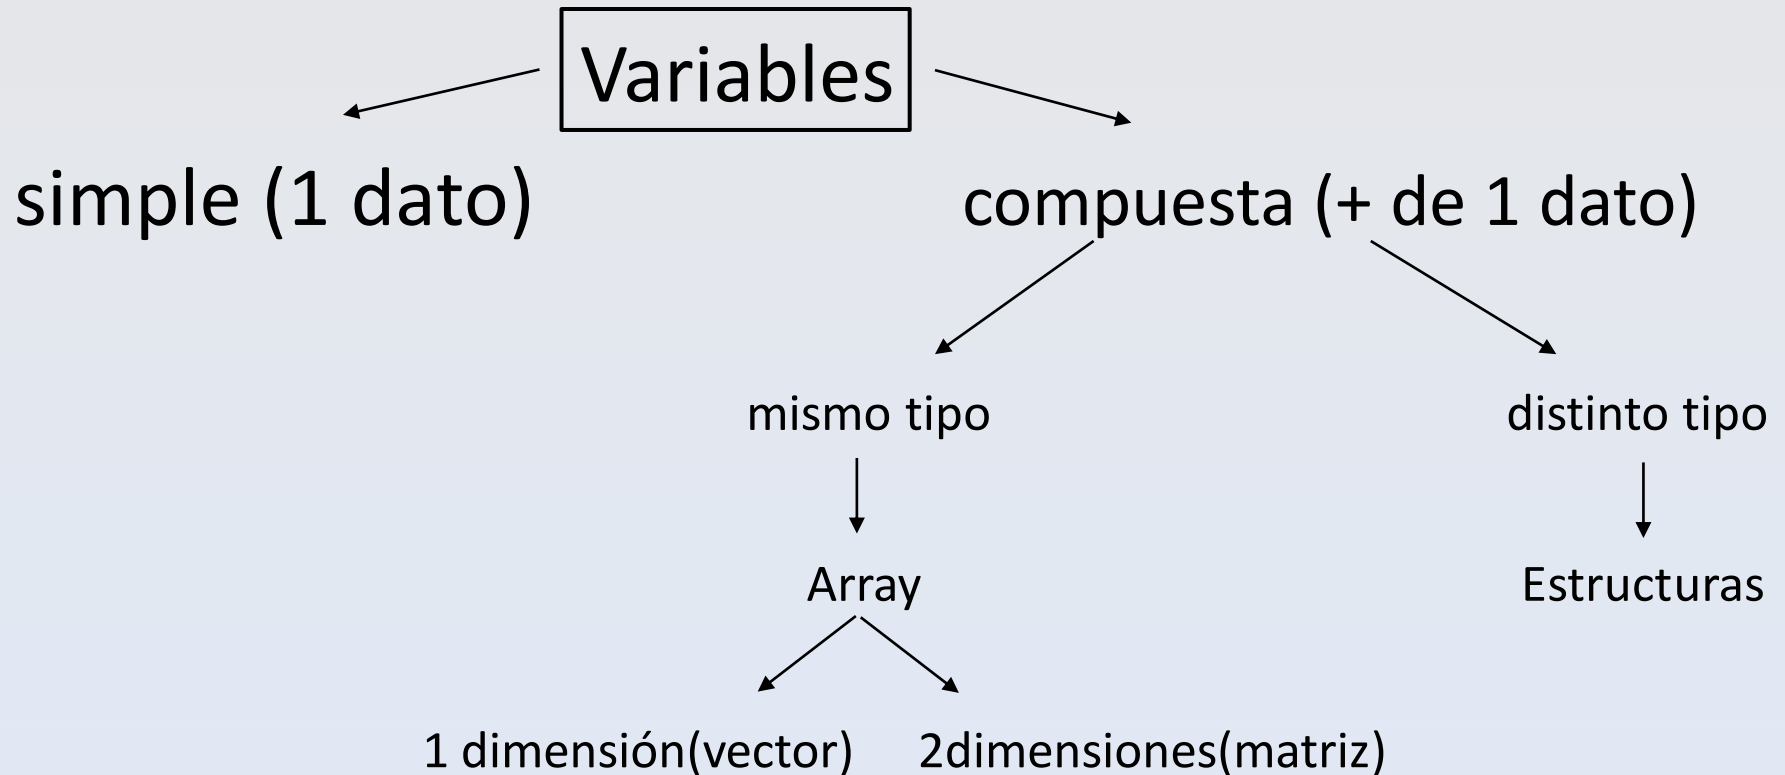 Variables
simple (1 dato)
compuesta (+ de 1 dato)
mismo tipo
distinto tipo
Array
Estructuras
1 dimensión(vector)
2dimensiones(matriz)